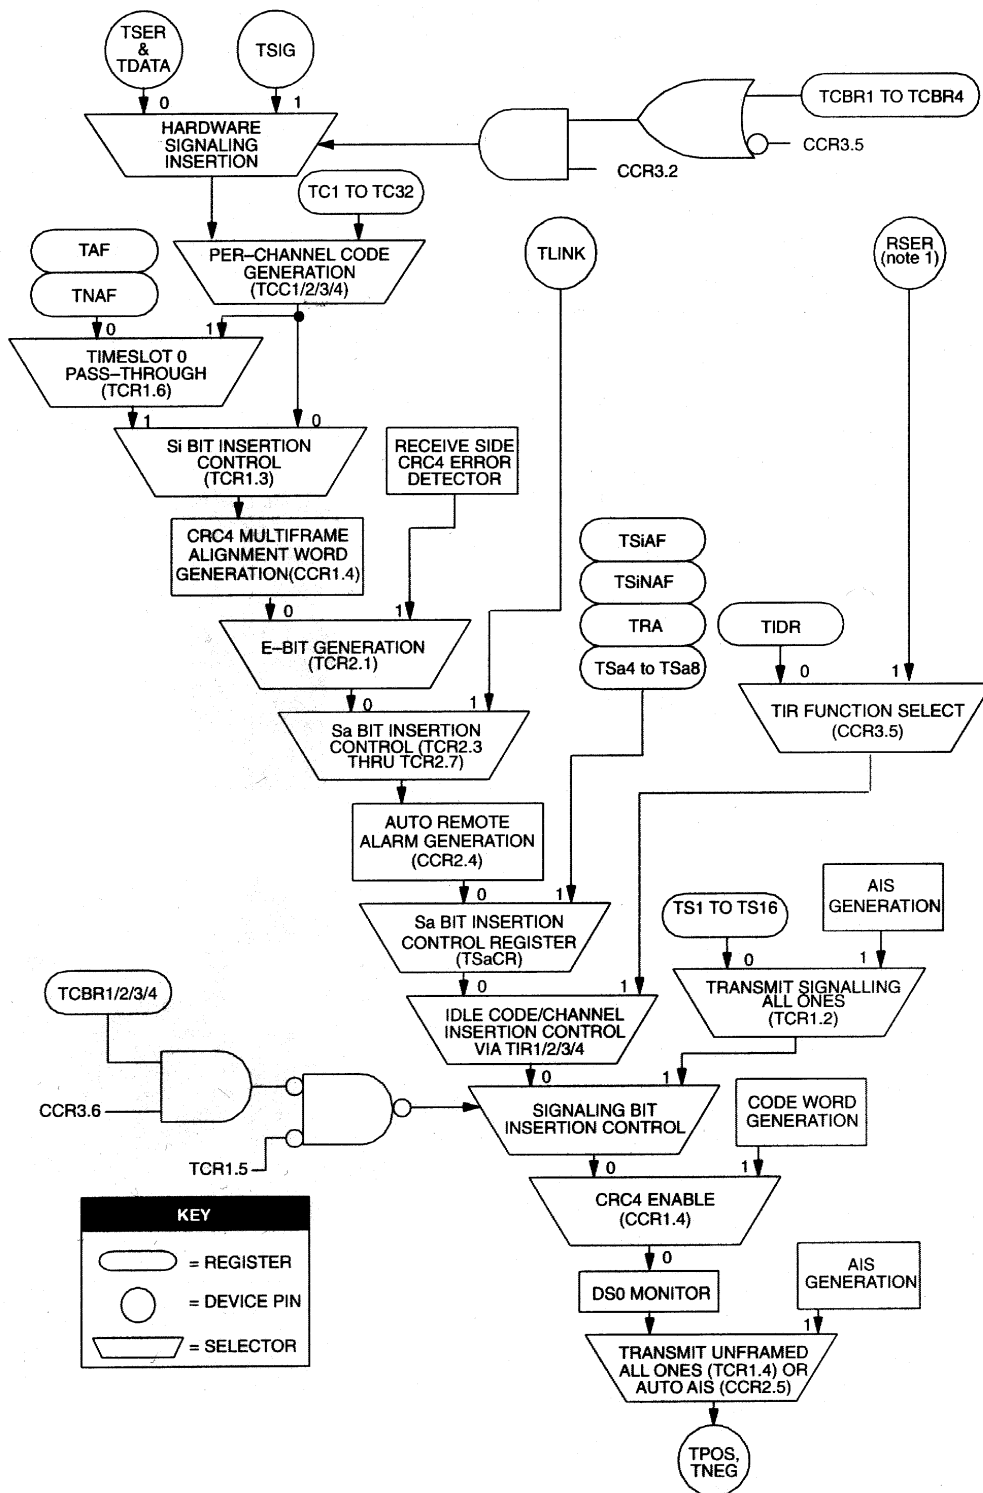 TSER
&
TDATA
TSIG
0
1
TCBR1 TO TCBR4
HARDWARE
SIGNALING
INSERTION
CCR3.5
CCR3.2
TC1 TO TC32
TAF
TNAF
PER–CHANNEL CODE
GENERATION
(TCC1/2/3/4)
TLINK
RSER
(note 1)
0
1
TIMESLOT 0
PASS–THROUGH
(TCR1.6)
1
0
Si BIT INSERTION
CONTROL
(TCR1.3)
RECEIVE SIDE
CRC4 ERROR
DETECTOR
CRC4 MULTIFRAME
ALIGNMENT WORD
GENERATION(CCR1.4)
TSiAF
TSiNAF
TRA
TSa4 to TSa8
0
1
E–BIT GENERATION
(TCR2.1)
TIDR
0
1
TIR FUNCTION SELECT
(CCR3.5)
0
1
Sa BIT INSERTION
CONTROL (TCR2.3
THRU TCR2.7)
AUTO REMOTE
ALARM GENERATION
(CCR2.4)
0
1
Sa BIT INSERTION
CONTROL REGISTER
(TSaCR)
TS1 TO TS16
AIS
GENERATION
0
1
TRANSMIT SIGNALLING
ALL ONES
(TCR1.2)
TCBR1/2/3/4
0
1
IDLE CODE/CHANNEL
INSERTION CONTROL
VIA TIR1/2/3/4
CCR3.6
TCR1.5
0
1
SIGNALING BIT
INSERTION CONTROL
CODE WORD
GENERATION
0
1
CRC4 ENABLE
(CCR1.4)
KEY
= REGISTER
= DEVICE PIN
= SELECTOR
0
DS0 MONITOR
AIS
GENERATION
1
TRANSMIT UNFRAMED
ALL ONES (TCR1.4) OR
AUTO AIS (CCR2.5)
TPOS,
TNEG